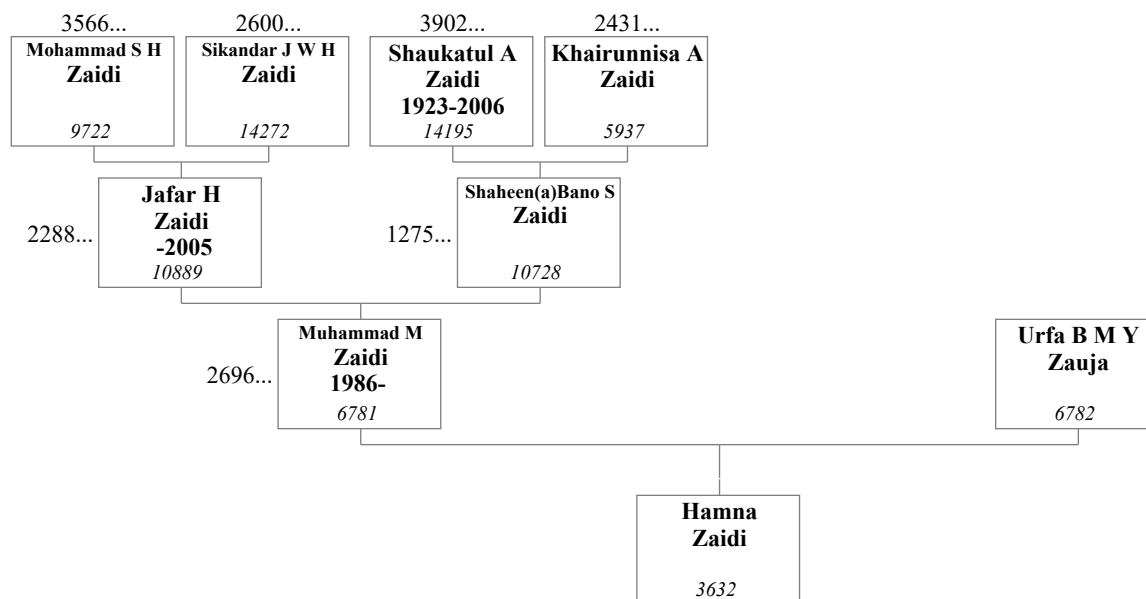 3566...
2600...
3902...
2431...
Mohammad S H
Zaidi
9722
Sikandar J W H
Zaidi
14272
Shaukatul A
Zaidi
1923-2006
14195
Khairunnisa A
Zaidi
5937
2288...
Jafar H
Zaidi
-2005
10889
1275...
Shaheen(a)Bano S
Zaidi
10728
2696...
Muhammad M
Zaidi
1986-
6781
Urfa B M Y
Zauja
6782
Hamna
Zaidi
3632